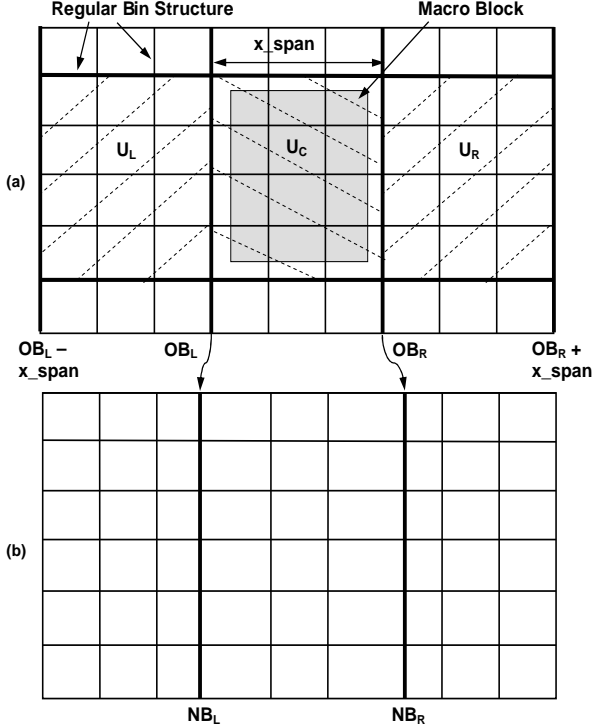 Regular Bin Structure
Macro Block
x_span
U_L
U_C
U_R
(a)
OB_L –
x_span
OB_L
OB_R
OB_R +
x_span
(b)
NB_L
NB_R